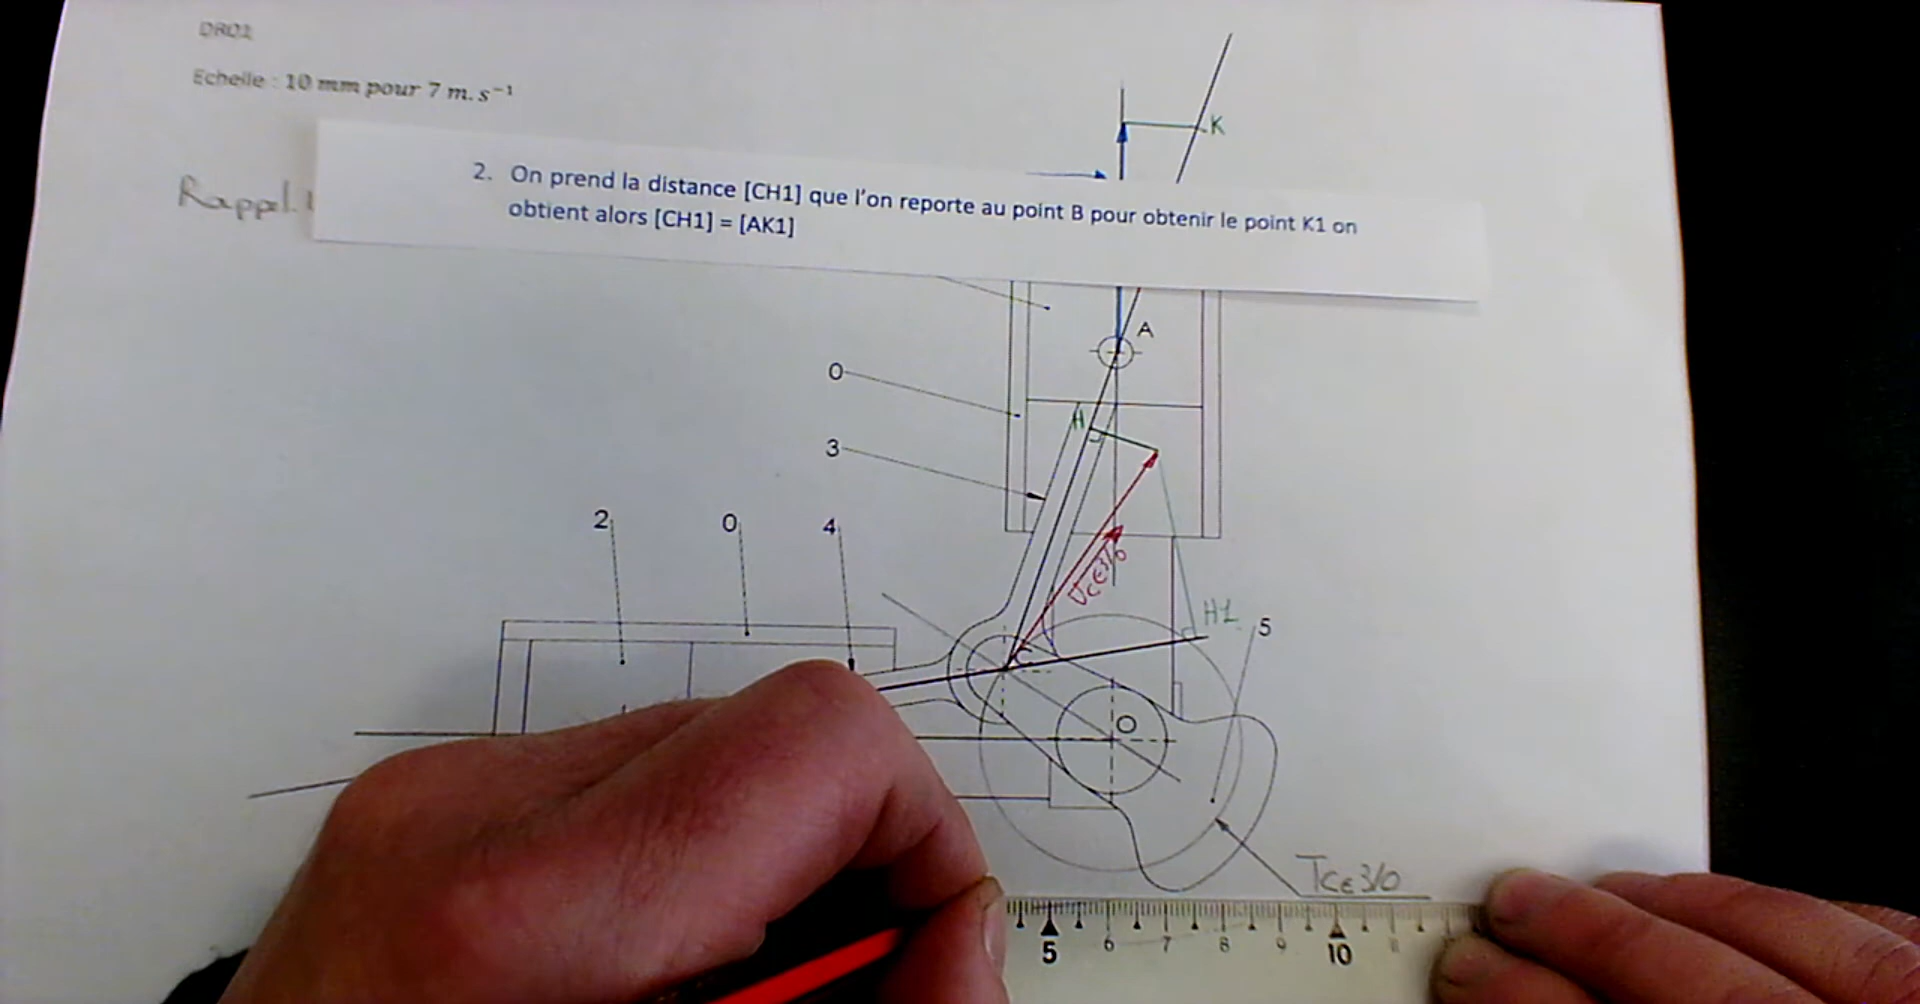 DR02
Echelle : 10 mm pour 7 m.s⁻¹
Rappel.
2. On prend la distance [CH1] que l'on reporte au point B pour obtenir le point K1 on
obtient alors [CH1] = [AK1]
K
A
0
H
3
2
0
4
V⃗C∈3/0
H1
5
C
O
TC∈3/0
5 6 7 8 9 10 11